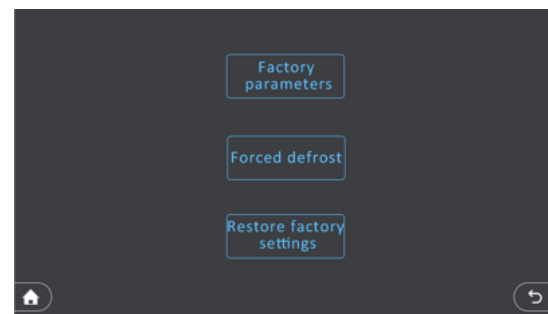 Factory
parameters
Forced defrost
Restore factory
settings